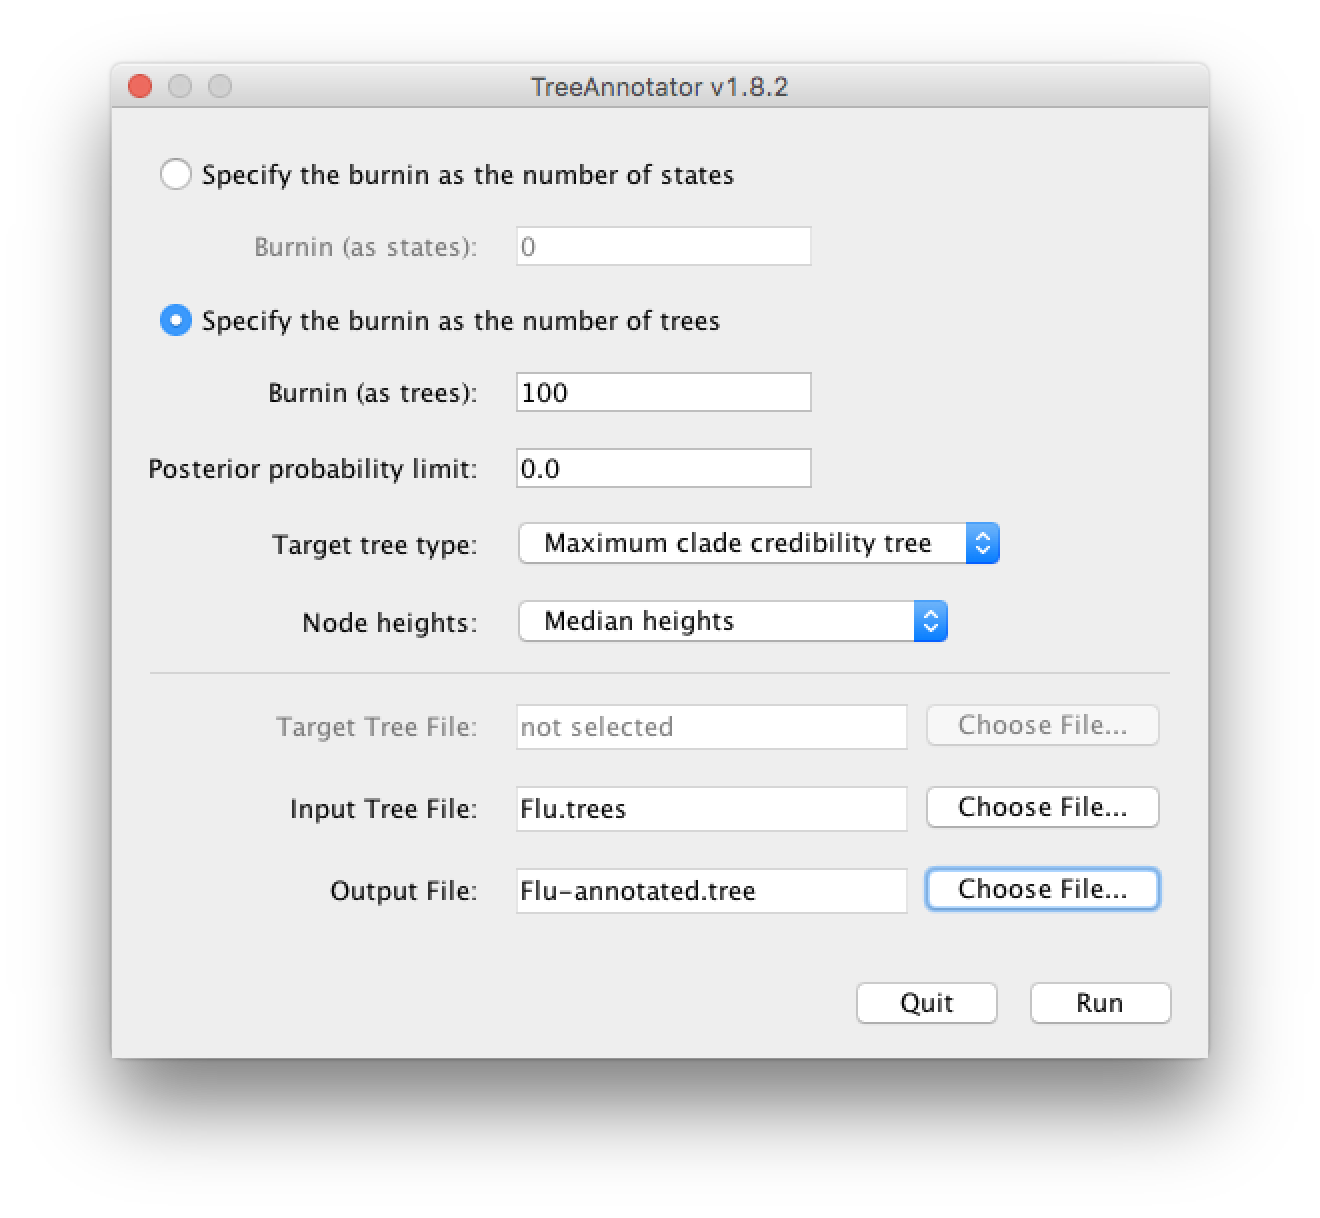 TreeAnnotator v1.8.2
Specify the burnin as the number of states
Burnin (as states): 0
Specify the burnin as the number of trees
Burnin (as trees): 100
Posterior probability limit: 0.0
Target tree type: Maximum clade credibility tree
Node heights: Median heights
Target Tree File: not selected Choose File...
Input Tree File: Flu.trees Choose File...
Output File: Flu-annotated.tree Choose File...
Quit Run